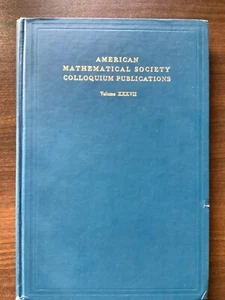 AMERICAN
MATHEMATICAL SOCIETY
COLLOQUIUM PUBLICATIONS
Volume XXXVII